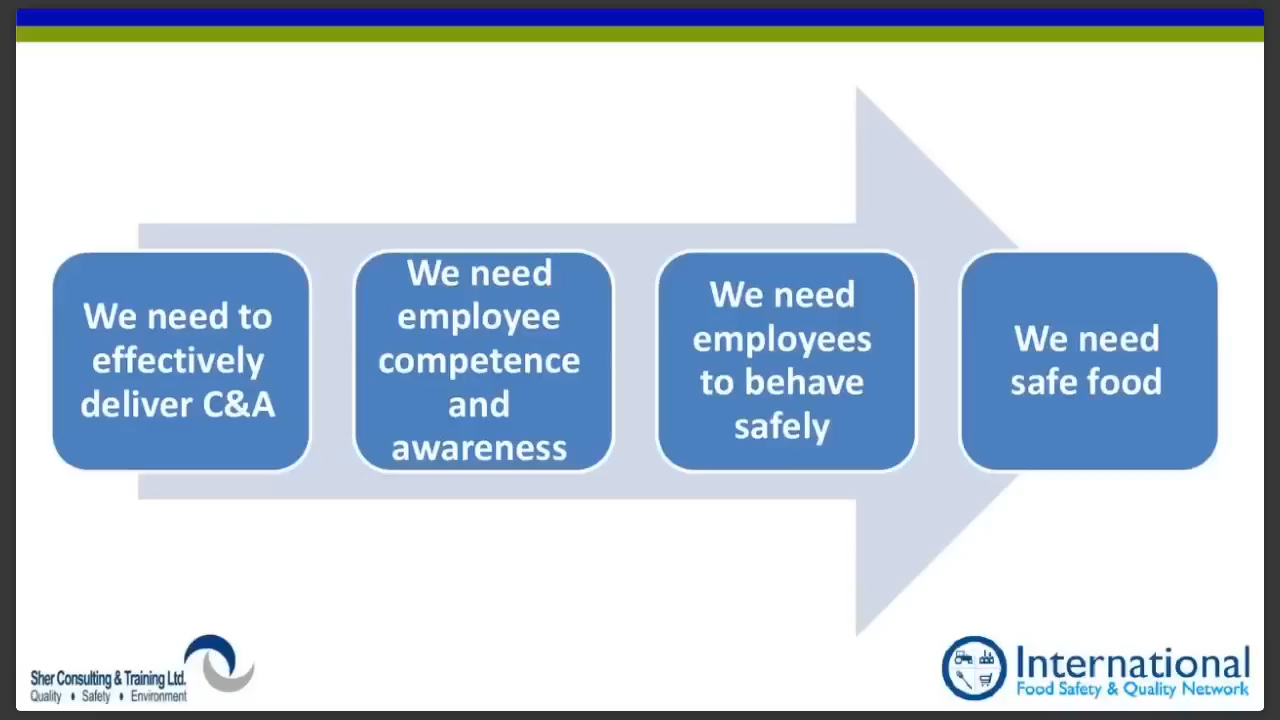 We need to
effectively
deliver C&A
We need
employee
competence
and
awareness
We need
employees
to behave
safely
We need
safe food
Sher Consulting & Training Ltd.
Quality • Safety • Environment
International
Food Safety & Quality Network